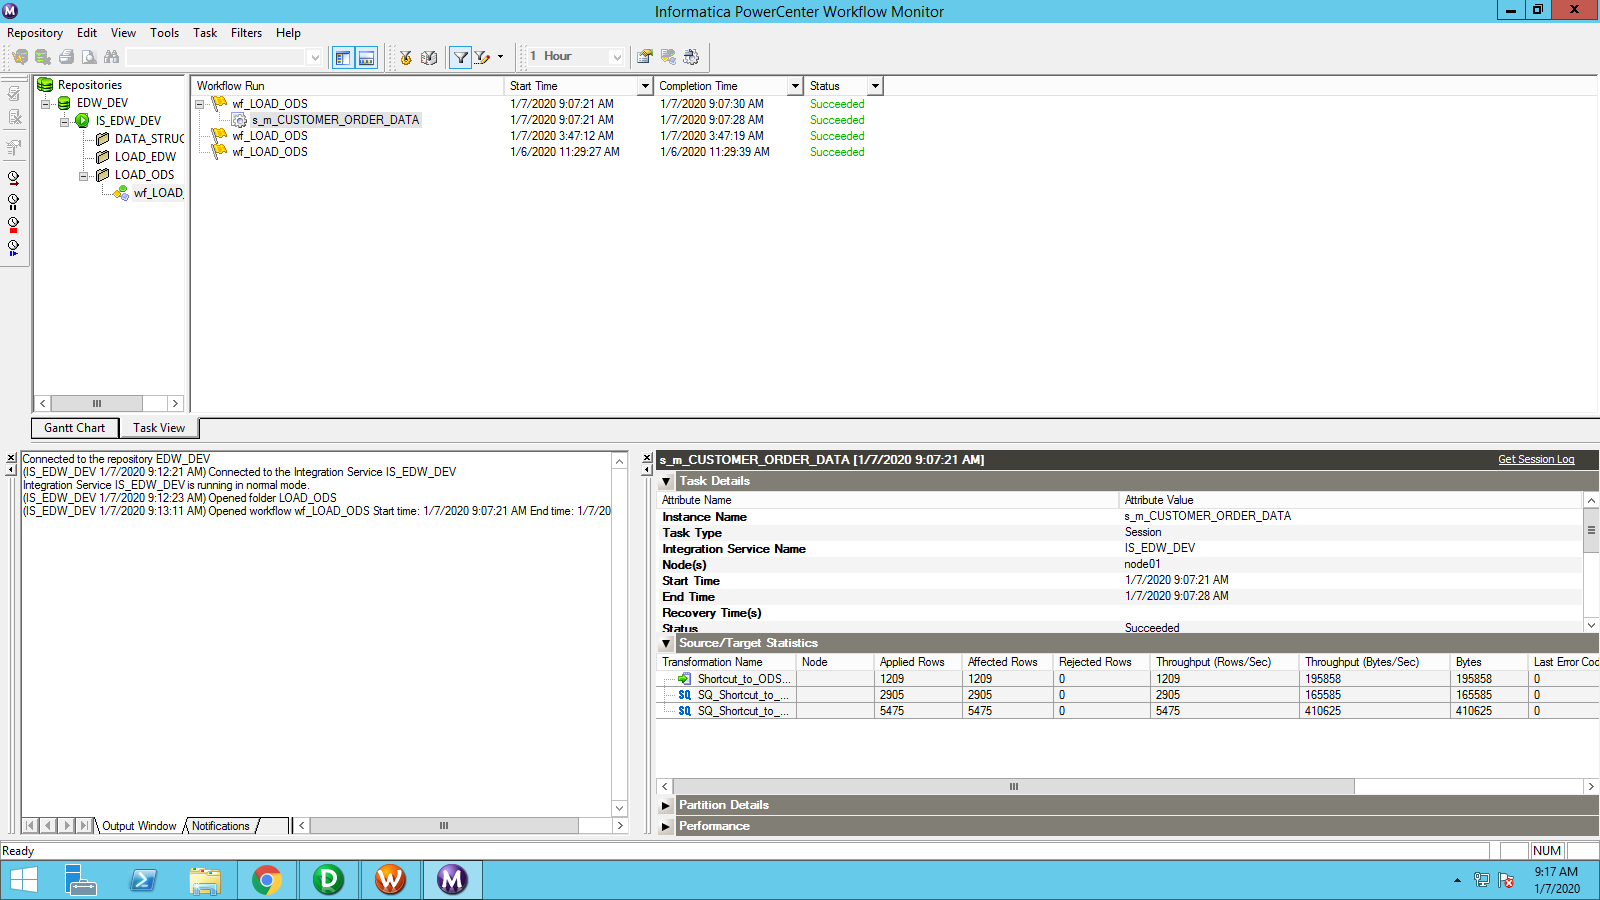 Informatica PowerCenter Workflow Monitor
Repository Edit View Tools Task Filters Help
1 Hour
Repositories
EDW_DEV
IS_EDW_DEV
DATA_STRUC
LOAD_EDW
LOAD_ODS
wf_LOAD_
Workflow Run Start Time Completion Time Status
wf_LOAD_ODS 1/7/2020 9:07:21 AM 1/7/2020 9:07:30 AM Succeeded
s_m_CUSTOMER_ORDER_DATA 1/7/2020 9:07:21 AM 1/7/2020 9:07:28 AM Succeeded
wf_LOAD_ODS 1/7/2020 3:47:12 AM 1/7/2020 3:47:19 AM Succeeded
wf_LOAD_ODS 1/6/2020 11:29:27 AM 1/6/2020 11:29:39 AM Succeeded
Gantt Chart Task View
Connected to the repository EDW_DEV
(IS_EDW_DEV 1/7/2020 9:12:21 AM) Connected to the Integration Service IS_EDW_DEV
Integration Service IS_EDW_DEV is running in normal mode.
(IS_EDW_DEV 1/7/2020 9:12:23 AM) Opened folder LOAD_ODS
(IS_EDW_DEV 1/7/2020 9:13:11 AM) Opened workflow wf_LOAD_ODS Start time: 1/7/2020 9:07:21 AM End time: 1/7/20
Output Window Notifications
s_m_CUSTOMER_ORDER_DATA [1/7/2020 9:07:21 AM] Get Session Log
Task Details
Attribute Name Attribute Value
Instance Name s_m_CUSTOMER_ORDER_DATA
Task Type Session
Integration Service Name IS_EDW_DEV
Node(s) node01
Start Time 1/7/2020 9:07:21 AM
End Time 1/7/2020 9:07:28 AM
Recovery Time(s)
Status Succeeded
Source/Target Statistics
Transformation Name Node Applied Rows Affected Rows Rejected Rows Throughput (Rows/Sec) Throughput (Bytes/Sec) Bytes Last Error Cod
Shortcut_to_ODS... 1209 1209 0 1209 195858 195858 0
SQ SQ_Shortcut_to_... 2905 2905 0 2905 165585 165585 0
SQ SQ_Shortcut_to_... 5475 5475 0 5475 410625 410625 0
Partition Details
Performance
Ready NUM
D W M
9:17 AM
1/7/2020